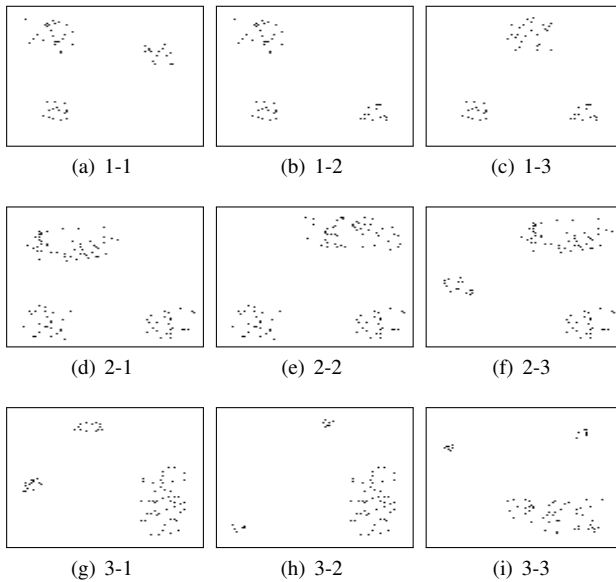 (a) 1-1
(b) 1-2
(c) 1-3
(d) 2-1
(e) 2-2
(f) 2-3
(g) 3-1
(h) 3-2
(i) 3-3